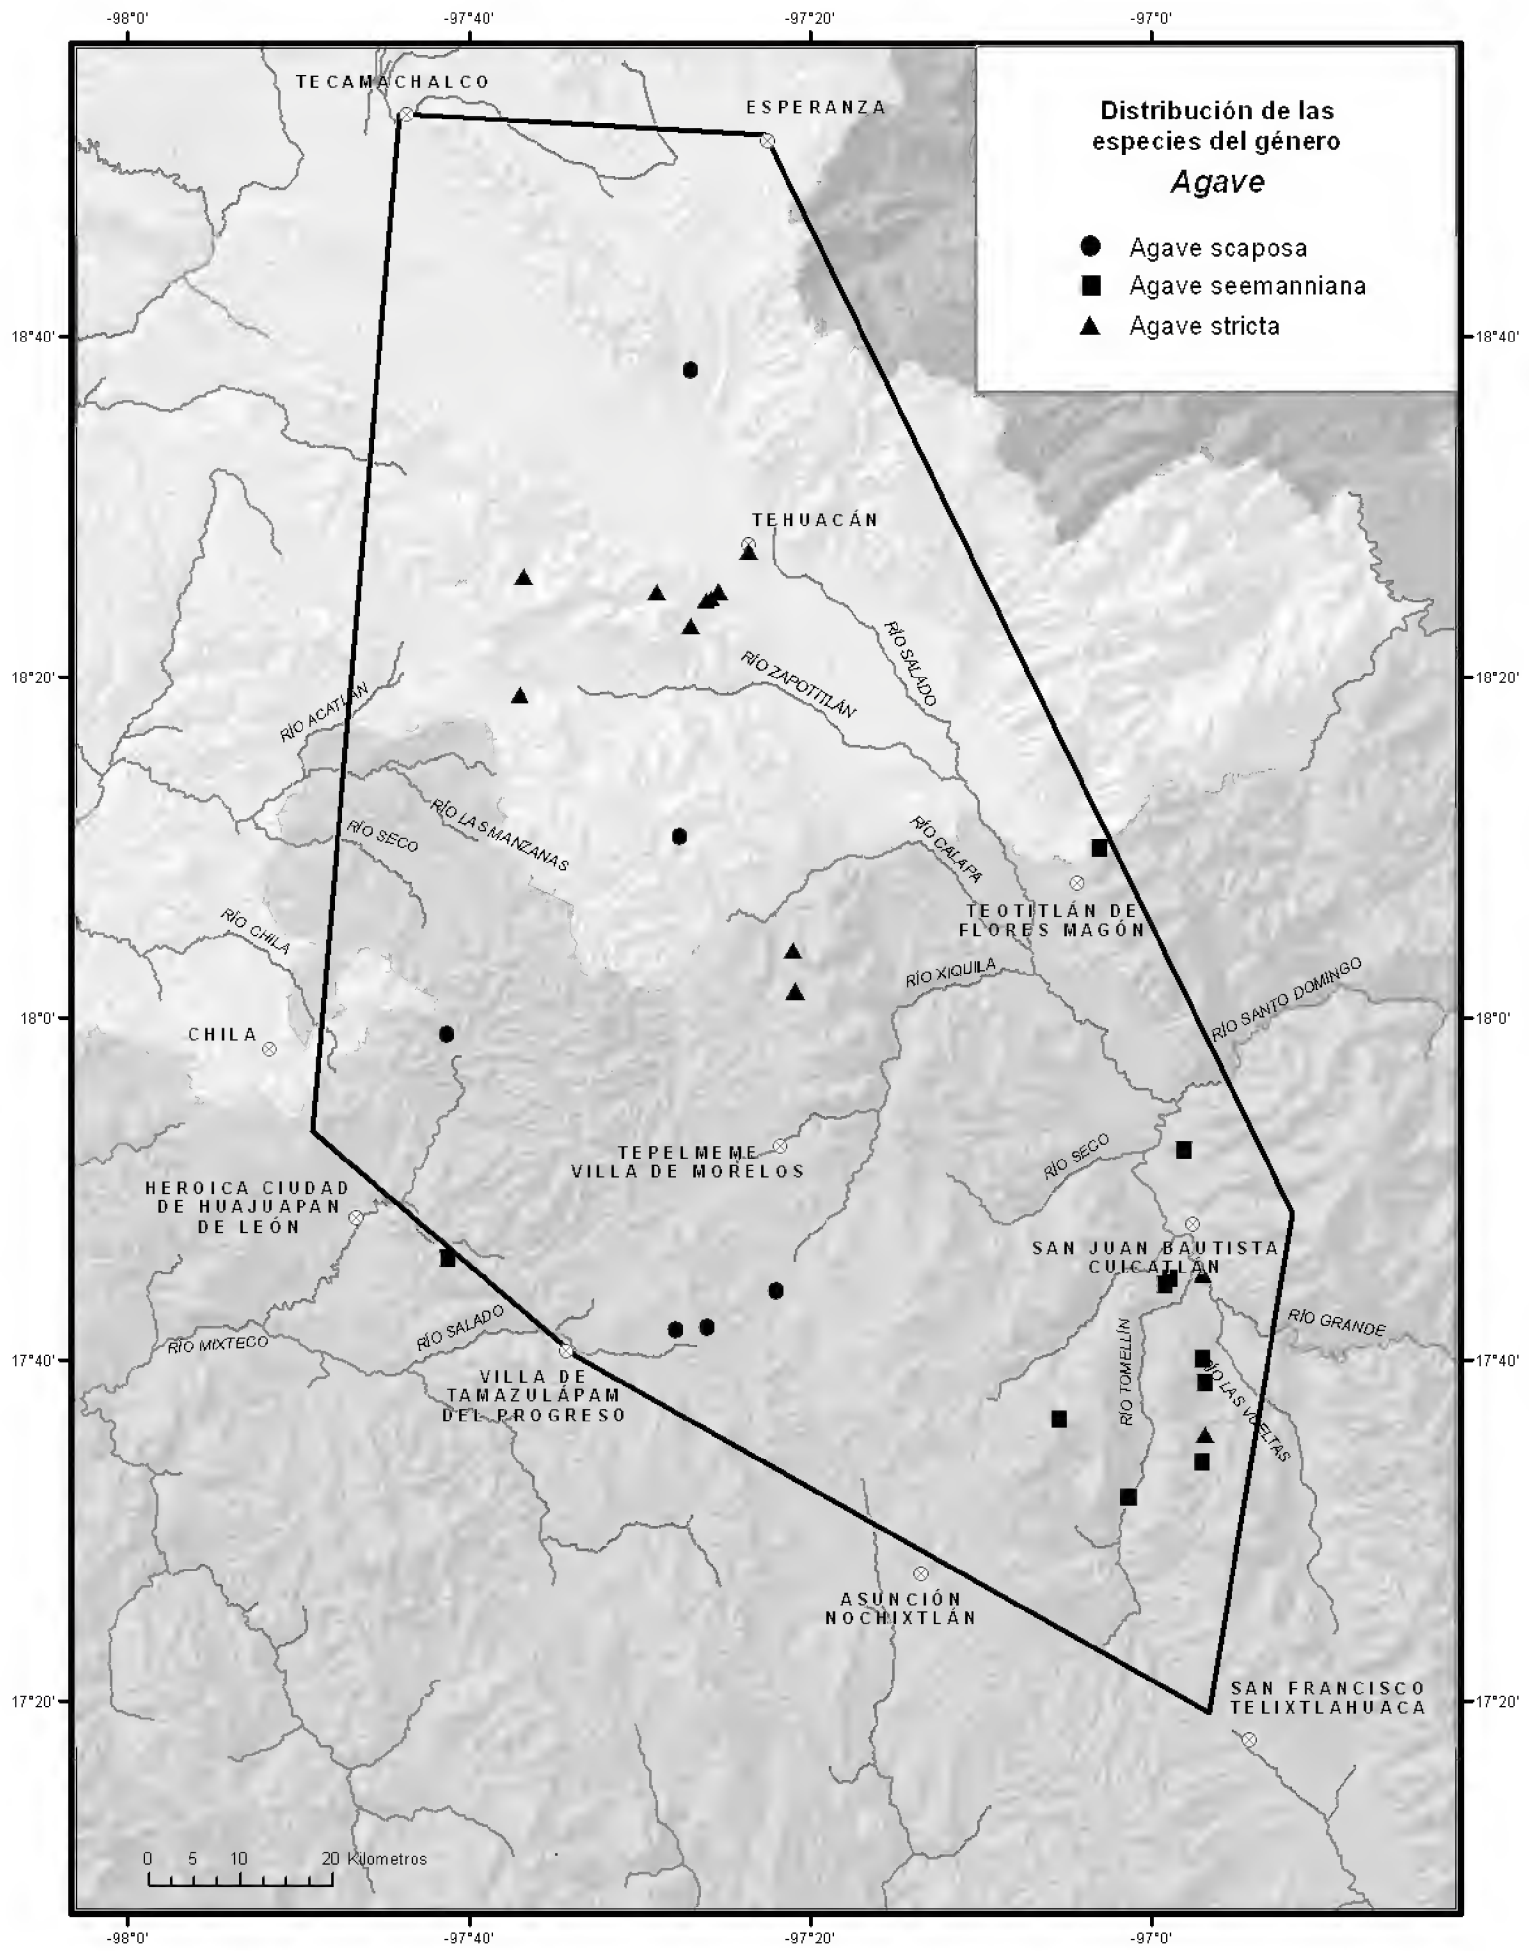 -98°0'
-97°40'
-97°20'
-97°0'
TECAMACHALCO
ESPERANZA
Distribución de las
especies del género
Agave
Agave scaposa
Agave seemanniana
Agave stricta
18°40'
18°40'
TEHUACÁN
RÍO SALADO
RÍO ZAPOTITLÁN
18°20'
18°20'
RÍO ACATLÁN
RÍO LAS MANZANAS
RÍO SECO
RÍO CALAPA
TEOTITLÁN DE
FLORES MAGÓN
RÍO CHILA
RÍO XIQUILA
RÍO SANTO DOMINGO
18°0'
18°0'
CHILA
TEPELMEME
VILLA DE MORELOS
RÍO SECO
HEROICA CIUDAD
DE HUAJUAPAN
DE LEÓN
SAN JUAN BAUTISTA
CUICATLÁN
RÍO GRANDE
RÍO MIXTECO
RÍO SALADO
RÍO TOMELLÍN
RÍO LAS VUELTAS
17°40'
17°40'
VILLA DE
TAMAZULÁPAM
DEL PROGRESO
ASUNCIÓN
NOCHIXTLÁN
SAN FRANCISCO
TELIXTLAHUACA
17°20'
17°20'
0 5 10 20 Kilometros
-98°0'
-97°40'
-97°20'
-97°0'